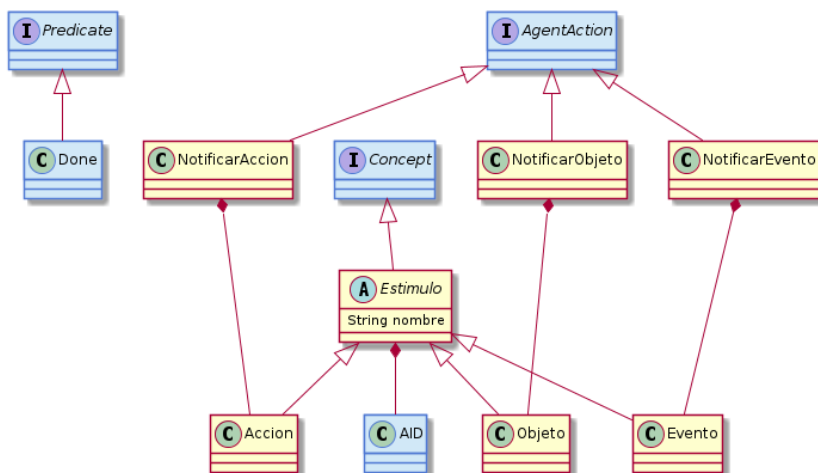 I Predicate
I AgentAction
C Done
C NotificarAccion
I Concept
C NotificarObjeto
C NotificarEvento
A Estimulo
String nombre
C Accion
C AID
C Objeto
C Evento